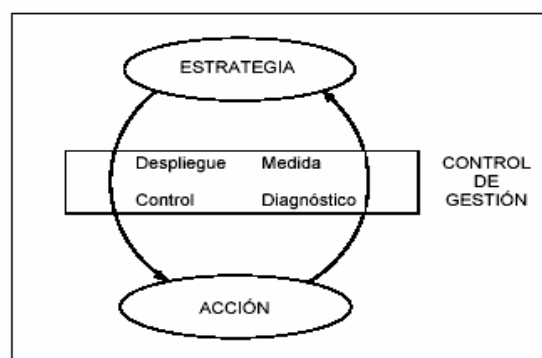 ESTRATEGIA
Despliegue Medida
Control Diagnóstico
CONTROL
DE
GESTIÓN
ACCIÓN